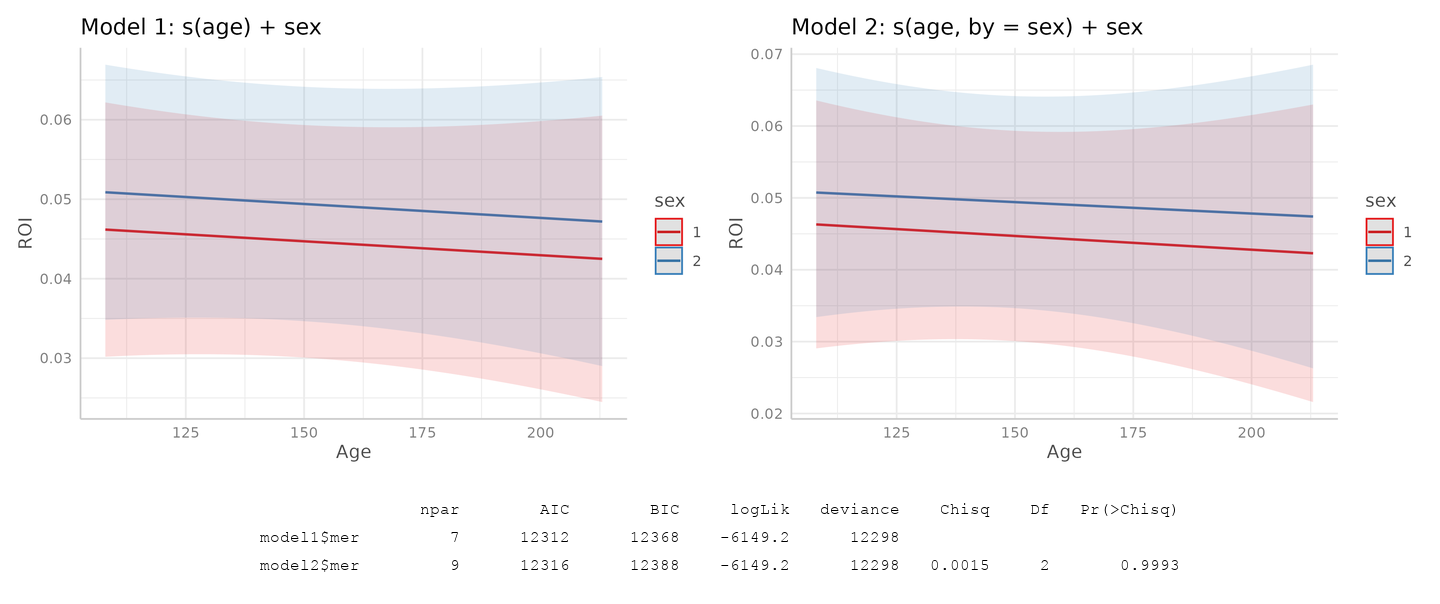 Model 1: s(age) + sex
Model 2: s(age, by = sex) + sex
ROI
0.06
0.05
0.04
0.03
125 150 175 200
Age
sex
1
2
ROI
0.07
0.06
0.05
0.04
0.03
0.02
125 150 175 200
Age
sex
1
2
npar AIC BIC logLik deviance Chisq Df Pr(>Chisq)
model1$mer 7 12312 12368 -6149.2 12298
model2$mer 9 12316 12388 -6149.2 12298 0.0015 2 0.9993